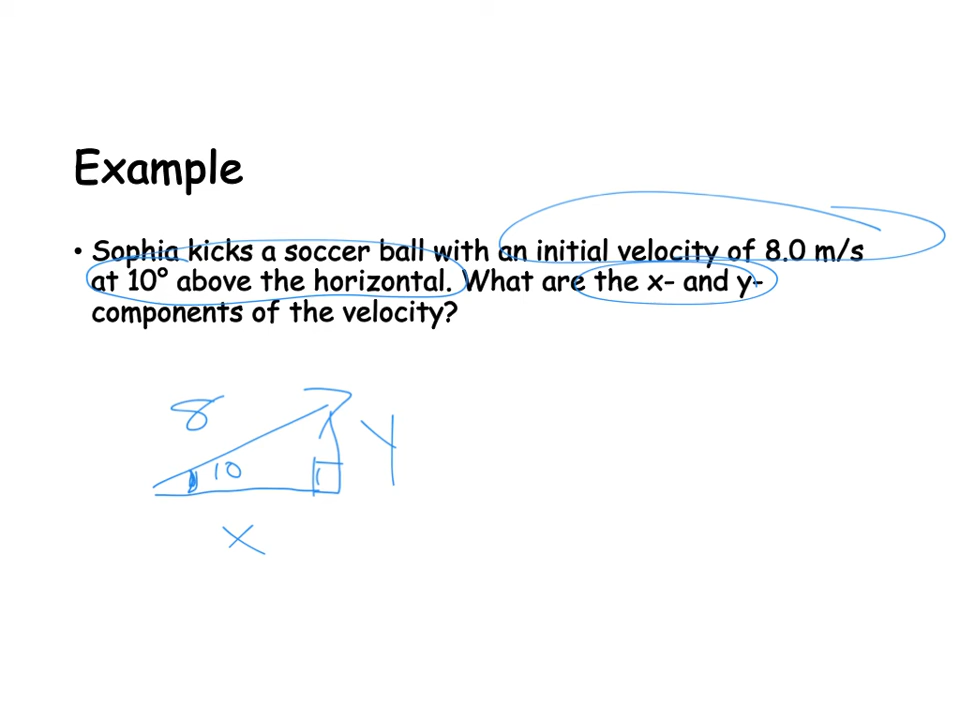 Example
• Sophia kicks a soccer ball with an initial velocity of 8.0 m/s
at 10° above the horizontal. What are the x- and y-
components of the velocity?
8
10
y
x